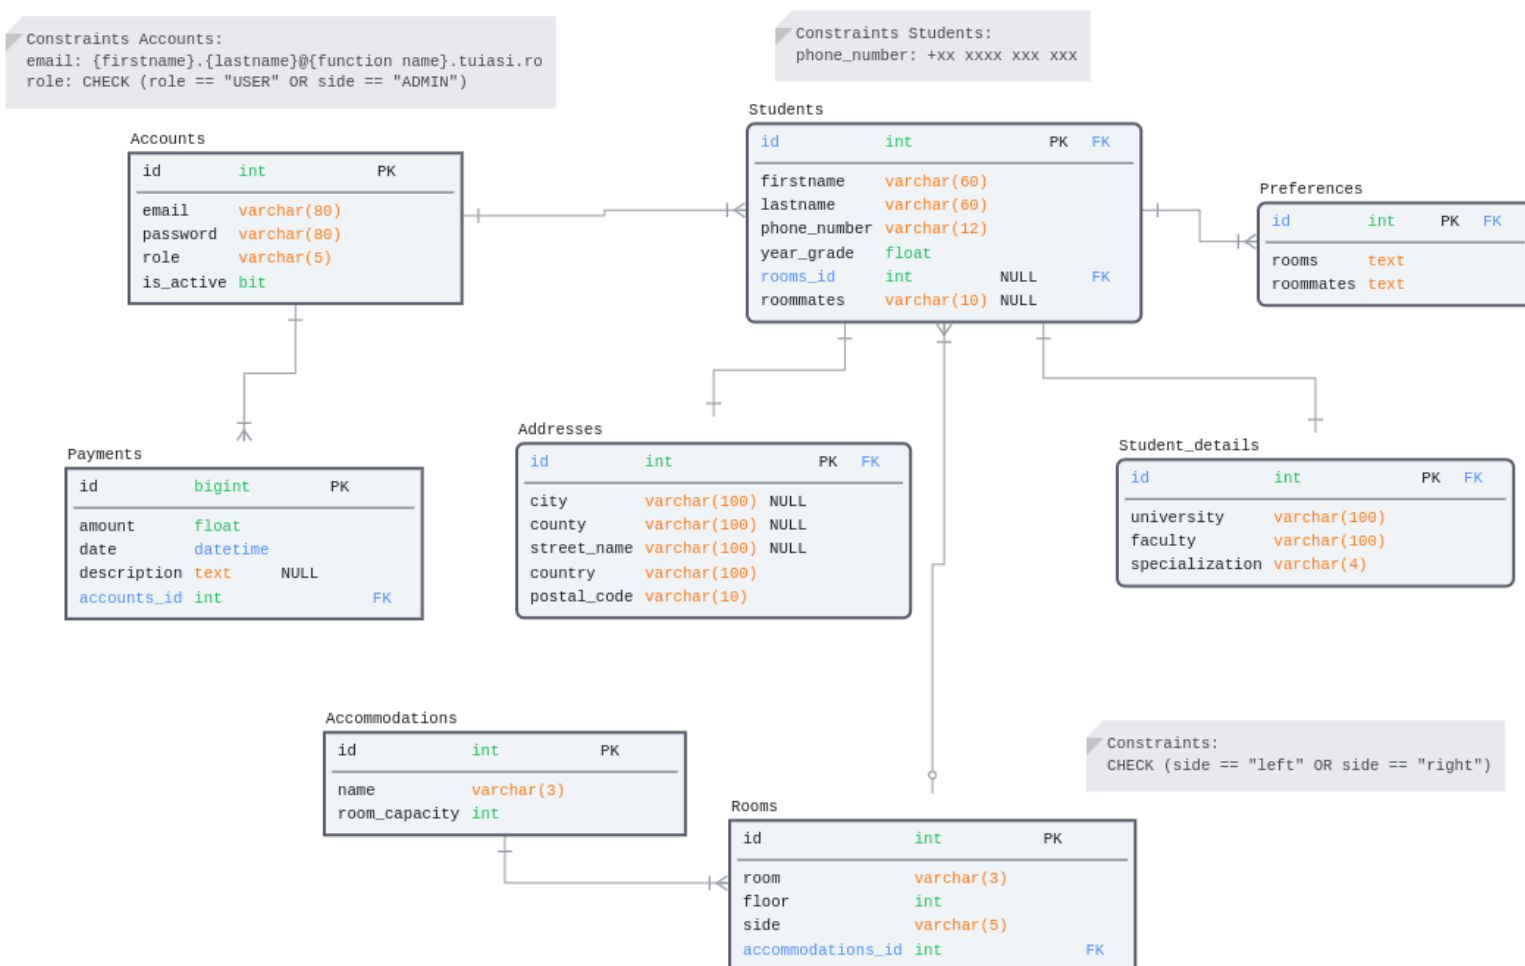 Constraints Accounts:
email: {firstname}.{lastname}@{function name}.tuiasi.ro
role: CHECK (role == "USER" OR side == "ADMIN")
Constraints Students:
phone_number: +xx xxxx xxx xxx
Students
id int PK FK
firstname varchar(60)
lastname varchar(60)
phone_number varchar(12)
year_grade float
rooms_id int NULL FK
roommates varchar(10) NULL
Accounts
id int PK
email varchar(80)
password varchar(80)
role varchar(5)
is_active bit
Preferences
id int PK FK
rooms text
roommates text
Payments
id bigint PK
amount float
date datetime
description text NULL
accounts_id int FK
Addresses
id int PK FK
city varchar(100) NULL
county varchar(100) NULL
street_name varchar(100) NULL
country varchar(100)
postal_code varchar(10)
Student_details
id int PK FK
university varchar(100)
faculty varchar(100)
specialization varchar(4)
Accommodations
id int PK
name varchar(3)
room_capacity int
Constraints:
CHECK (side == "left" OR side == "right")
Rooms
id int PK
room varchar(3)
floor int
side varchar(5)
accommodations_id int FK